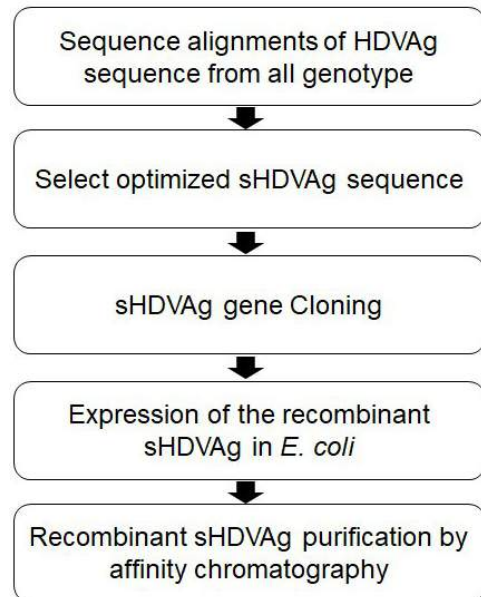 Sequence alignments of HDVAg
sequence from all genotype
Select optimized sHDVAg sequence
sHDVAg gene Cloning
Expression of the recombinant
sHDVAg in E. coli
Recombinant sHDVAg purification by
affinity chromatography